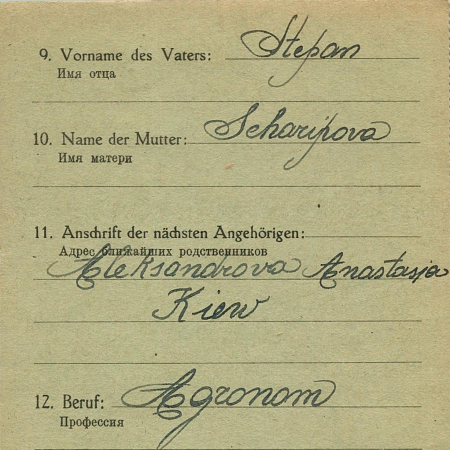 9. Vorname des Vaters: Stepan
Имя отца
10. Name der Mutter: Scharipova
Имя матери
11. Anschrift der nächsten Angehörigen:
Адрес ближайших родственников
Aleksandrova Anastasja
Kiew
12. Beruf: Agronom
Профессия